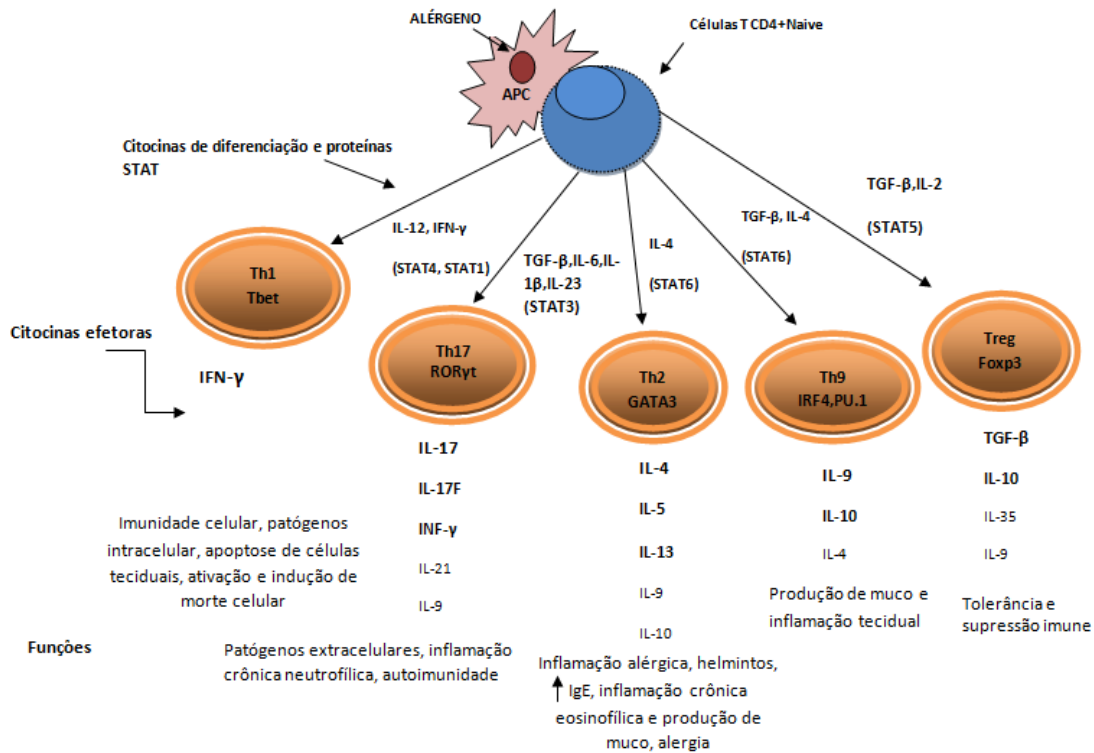 ALÉRGENO
Células T CD4+Naive
APC
Citocinas de diferenciação e proteínas
STAT
IL-12, IFN-γ
(STAT4, STAT1)
TGF-β,IL-6,IL-
1β,IL-23
(STAT3)
IL-4
(STAT6)
TGF-β, IL-4
(STAT6)
TGF-β,IL-2
(STAT5)
Th1
Tbet
Th17
RORγt
Th2
GATA3
Th9
IRF4,PU.1
Treg
Foxp3
Citocinas efetoras
IFN-γ
IL-17
IL-17F
INF-γ
IL-21
IL-9
IL-4
IL-5
IL-13
IL-9
IL-10
IL-9
IL-10
IL-4
TGF-β
IL-10
IL-35
IL-9
Funções
Imunidade celular, patógenos
intracelular, apoptose de células
teciduais, ativação e indução de
morte celular
Patógenos extracelulares, inflamação
crônica neutrofílica, autoimunidade
Inflamação alérgica, helmintos,
↑ IgE, inflamação crônica
eosinofílica e produção de
muco, alergia
Produção de muco e
inflamação tecidual
Tolerância e
supressão imune